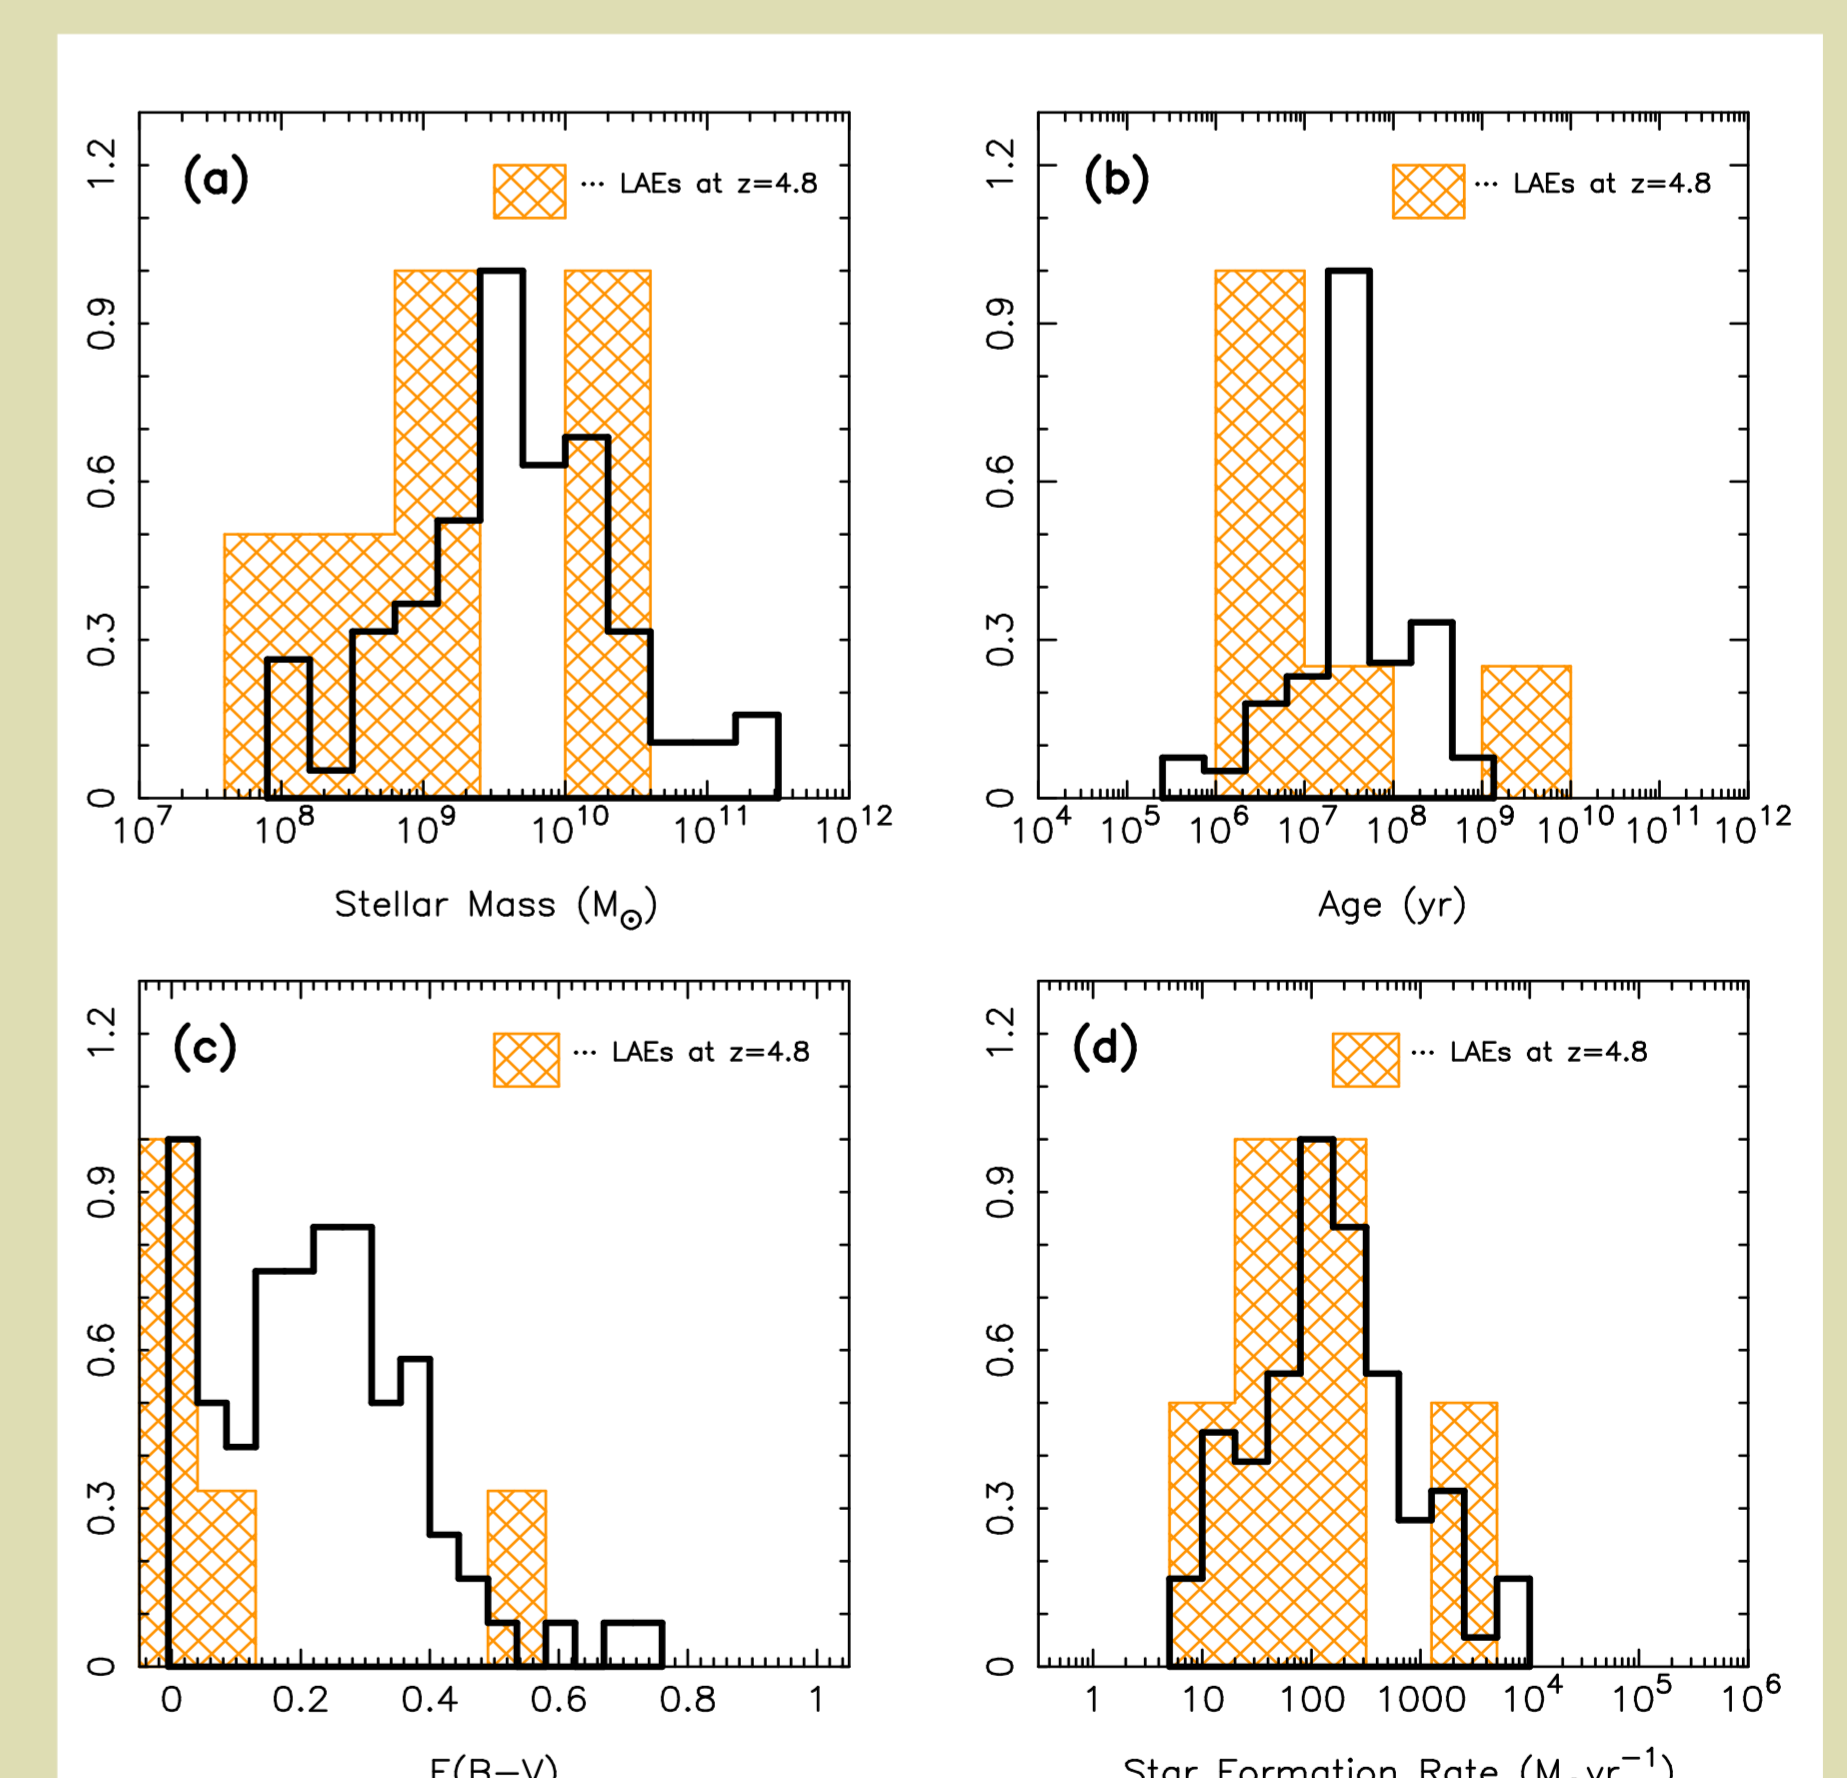 (a) ··· LAEs at z=4.8
1.2
0.9
0.6
0.3
0
10^7 10^8 10^9 10^10 10^11 10^12
Stellar Mass (M⊙)
(b) ··· LAEs at z=4.8
1.2
0.9
0.6
0.3
0
10^4 10^5 10^6 10^7 10^8 10^9 10^10 10^11 10^12
Age (yr)
(c) ··· LAEs at z=4.8
1.2
0.9
0.6
0.3
0
0 0.2 0.4 0.6 0.8 1
E(B−V)
(d) ··· LAEs at z=4.8
1.2
0.9
0.6
0.3
0
1 10 100 1000 10^4 10^5 10^6
Star Formation Rate (M⊙yr^−1)